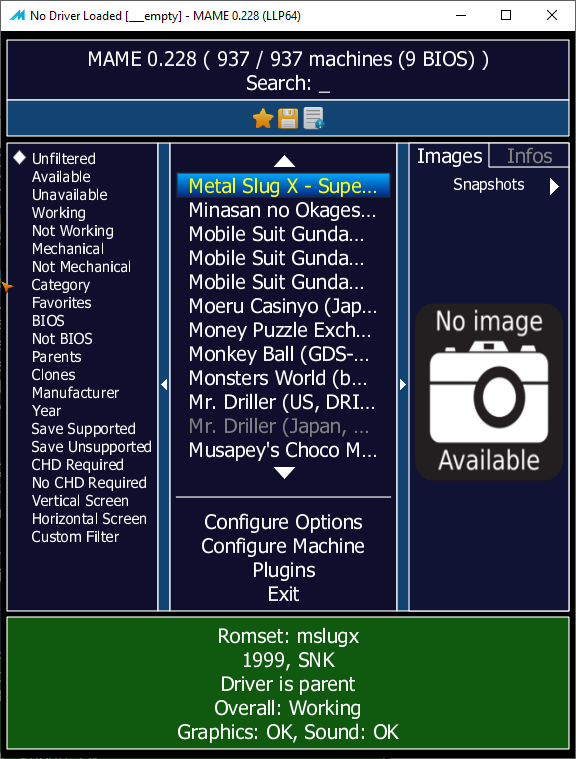 No Driver Loaded [___empty] - MAME 0.228 (LLP64)
MAME 0.228 ( 937 / 937 machines (9 BIOS) )
Search: _
Unfiltered
Available
Unavailable
Working
Not Working
Mechanical
Not Mechanical
Category
Favorites
BIOS
Not BIOS
Parents
Clones
Manufacturer
Year
Save Supported
Save Unsupported
CHD Required
No CHD Required
Vertical Screen
Horizontal Screen
Custom Filter
Metal Slug X - Supe...
Minasan no Okages...
Mobile Suit Gunda...
Mobile Suit Gunda...
Mobile Suit Gunda...
Moeru Casinyo (Jap...
Money Puzzle Exch...
Monkey Ball (GDS-...
Monsters World (b...
Mr. Driller (US, DRI...
Mr. Driller (Japan, ...
Musapey's Choco M...
Configure Options
Configure Machine
Plugins
Exit
Images
Infos
Snapshots
No image
Available
Romset: mslugx
1999, SNK
Driver is parent
Overall: Working
Graphics: OK, Sound: OK